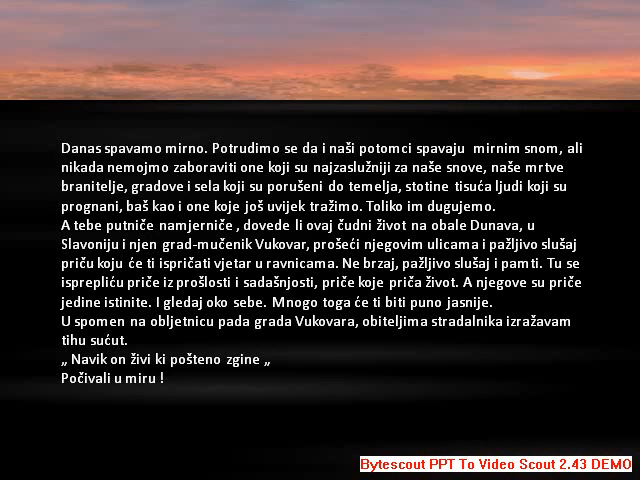 Danas spavamo mirno. Potrudimo se da i naši potomci spavaju  mirnim snom, ali
nikada nemojmo zaboraviti one koji su najzaslužniji za naše snove, naše mrtve
branitelje, gradove i sela koji su porušeni do temelja, stotine tisuća ljudi koji su
prognani, baš kao i one koje još uvijek tražimo. Toliko im dugujemo.
A tebe putniče namjerniče , dovede li ovaj čudni život na obale Dunava, u
Slavoniju i njen grad-mučenik Vukovar, prošeći njegovim ulicama i pažljivo slušaj
priču koju će ti ispričati vjetar u ravnicama. Ne brzaj, pažljivo slušaj i pamti. Tu se
isprepliću priče iz prošlosti i sadašnjosti, priče koje priča život. A njegove su priče
jedine istinite. I gledaj oko sebe. Mnogo toga će ti biti puno jasnije.
U spomen na obljetnicu pada grada Vukovara, obiteljima stradalnika izražavam
tihu sućut.
„ Navik on živi ki pošteno zgine „
Počivali u miru !
Bytescout PPT To Video Scout 2.43 DEMO